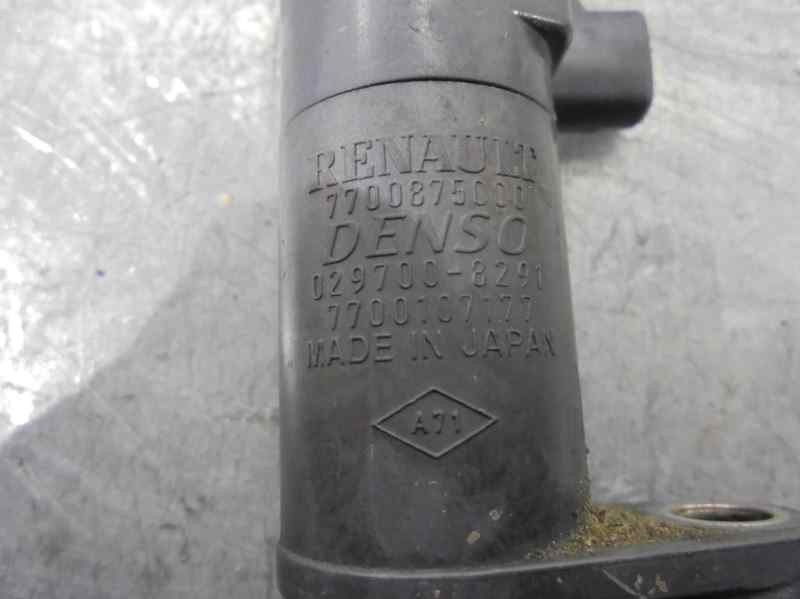 RENAULT
7700875000
DENSO
029700-8291
7700107177
MADE IN JAPAN
A71